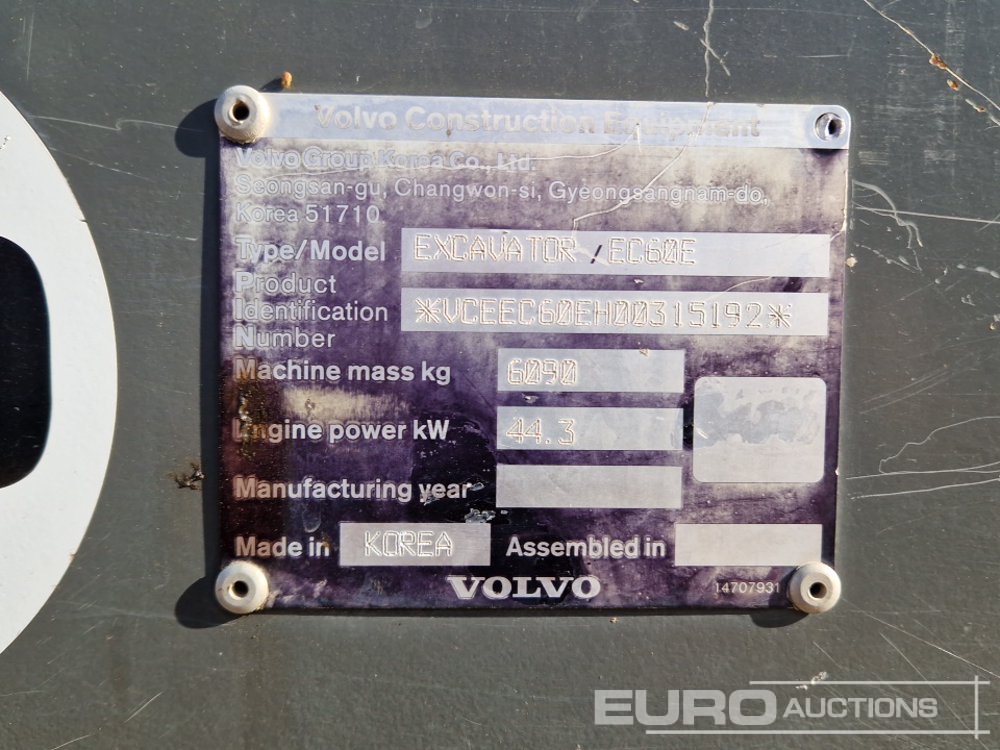 Volvo Construction Equipment
Volvo Group Korea Co., Ltd.
Seongsan-gu, Changwon-si, Gyeongsangnam-do,
Korea 51710
Type/Model EXCAVATOR / EC60E
Product
Identification *VCEEC60EH00315192*
Number
Machine mass kg 6090
Engine power kW 44.3
Manufacturing year
Made in KOREA Assembled in
VOLVO 14707931
EURO AUCTIONS